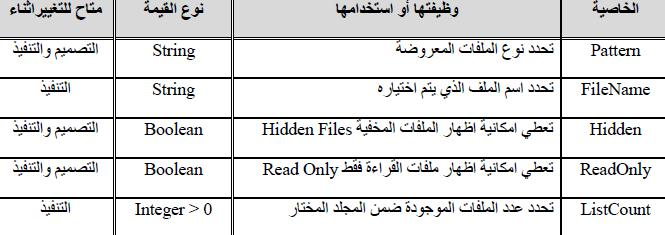 الخاصية وظيفتها أو استخدامها نوع القيمة متاح للتغييراثناء
Pattern تحدد نوع الملفات المعروضة String التصميم والتنفيذ
FileName تحدد اسم الملف الذي يتم اختياره String التنفيذ
Hidden تعطي امكانية اظهار الملفات المخفية Hidden Files Boolean التصميم والتنفيذ
ReadOnly تعطي امكانية اظهار ملفات القراءة فقط Read Only Boolean التصميم والتنفيذ
ListCount تحدد عدد الملفات الموجودة ضمن المجلد المختار Integer > 0 التنفيذ